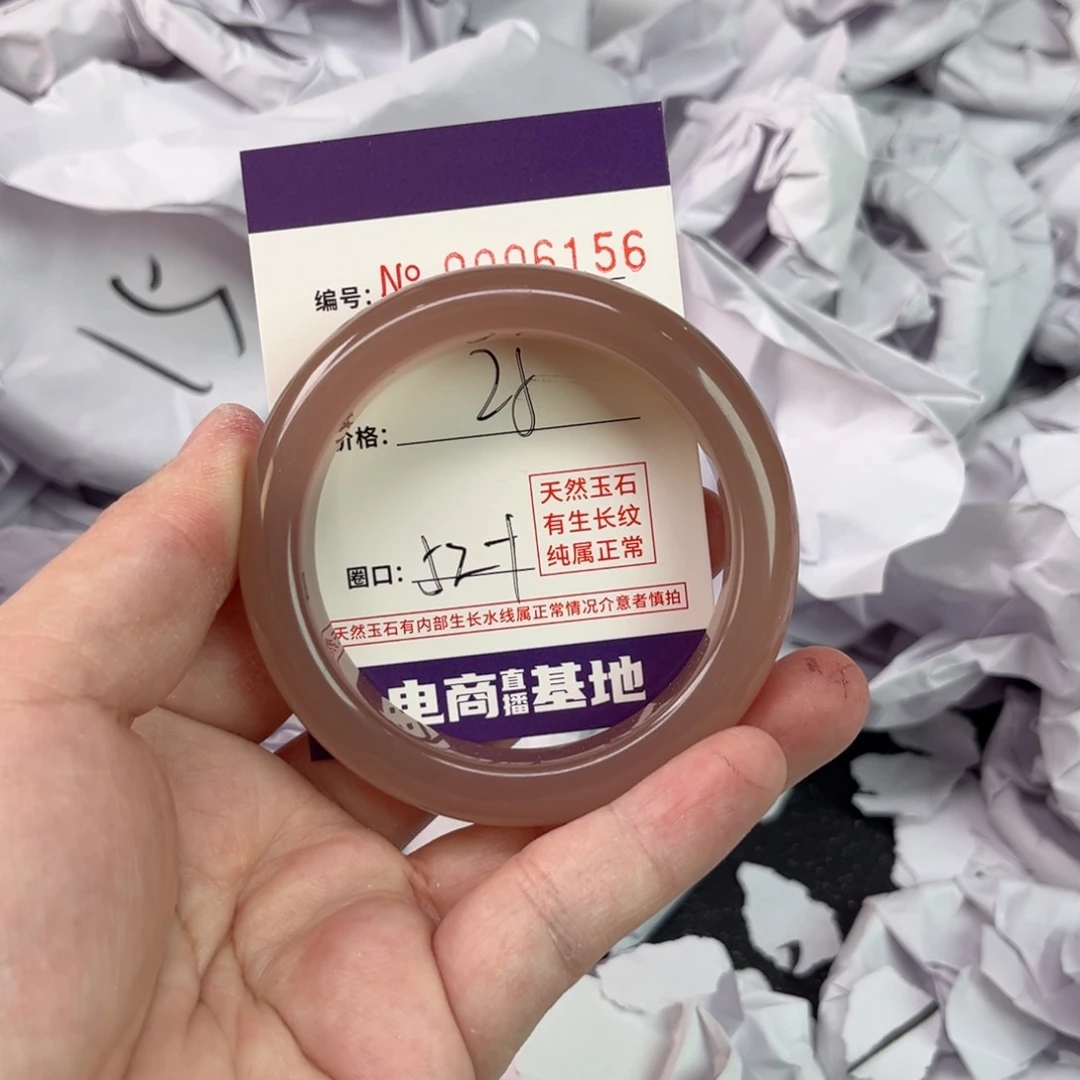 编号: No 0006156
价格:
天然玉石
有生长纹
纯属正常
圈口: 52-
天然玉石有内部生长水线属正常情况介意者慎拍
电商直播基地